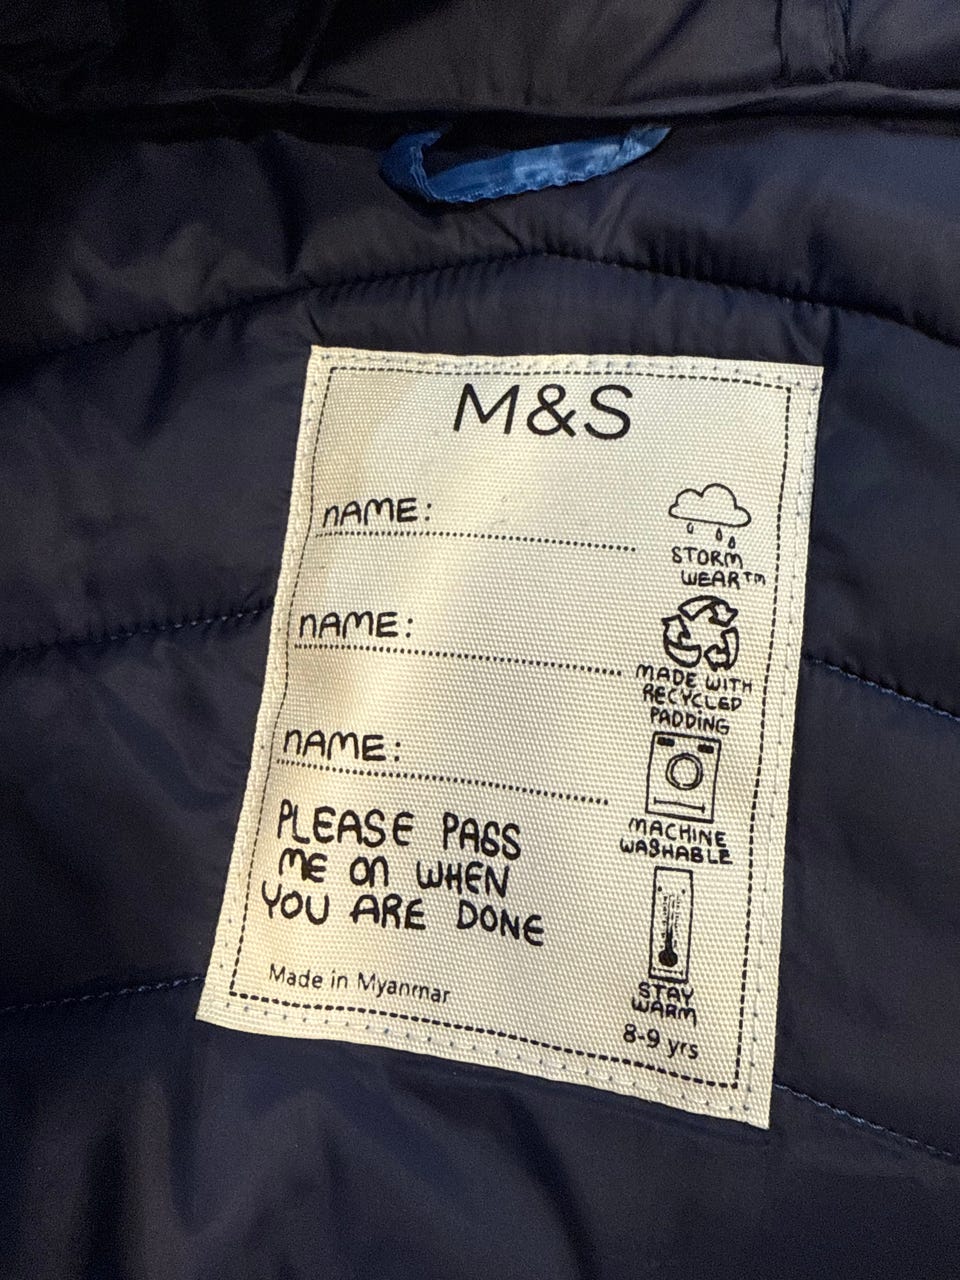 M&S
NAME:
NAME:
NAME:
PLEASE PASS
ME ON WHEN
YOU ARE DONE
Made in Myanmar
STORM
WEAR™
MADE WITH
RECYCLED
PADDING
MACHINE
WASHABLE
STAY
WARM
8-9 yrs